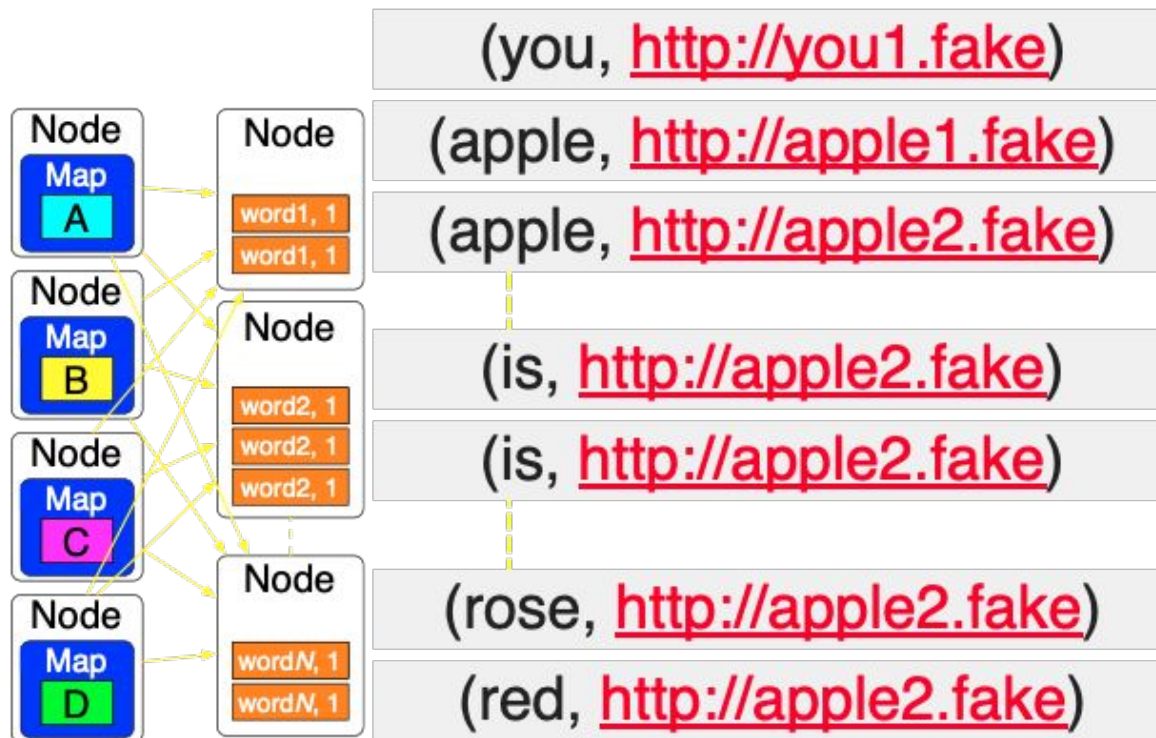 (you, http://you1.fake)
(apple, http://apple1.fake)
(apple, http://apple2.fake)
(is, http://apple2.fake)
(is, http://apple2.fake)
(rose, http://apple2.fake)
(red, http://apple2.fake)
Node
Map
A
Node
Map
B
Node
Map
C
Node
Map
D
Node
word1, 1
word1, 1
Node
word2, 1
word2, 1
word2, 1
Node
wordN, 1
wordN, 1